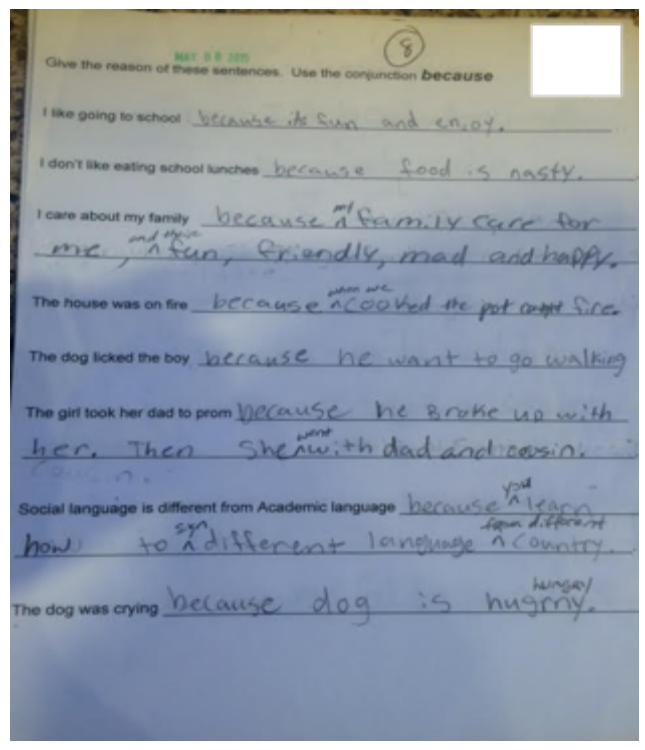 8
MAY 08 2015
Give the reason of these sentences. Use the conjunction because
I like going to school because its fun and enjoy.
I don't like eating school lunches because food is nasty.
I care about my family because ^ my family care for
me, ^ and there fun, friendly, mad and happy.
The house was on fire because ^ when we cooked the pot caught fire.
The dog licked the boy because he want to go walking
The girl took her dad to prom because he Broke up with
her. Then She ^ went with dad and cousin.
Cousin.
Social language is different from Academic language because ^ you learn
how to ^ sign different language ^ from different country.
The dog was crying because dog is hugrny. hungry